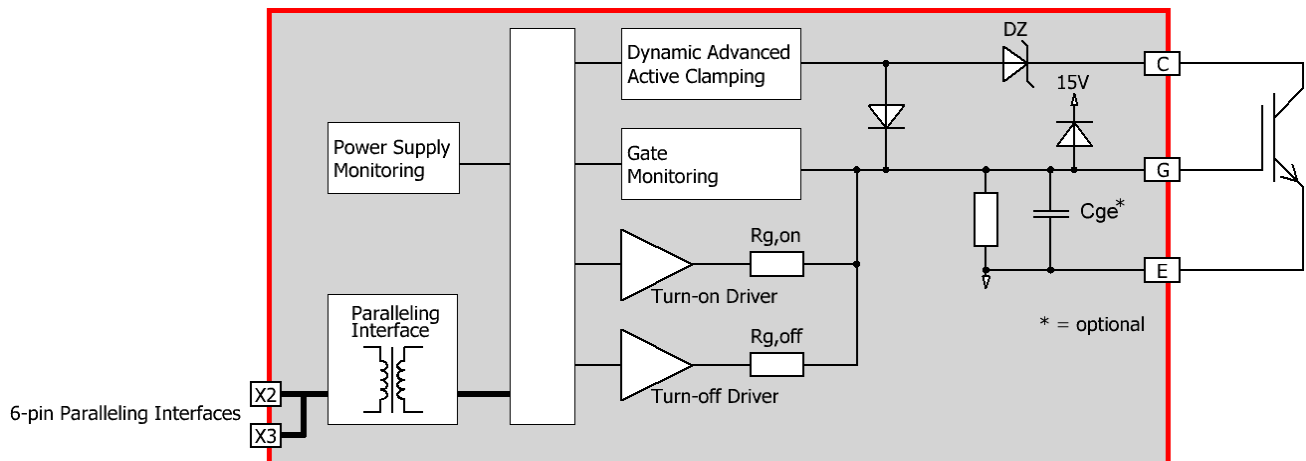 Dynamic Advanced
Active Clamping
DZ
C
15V
Power Supply
Monitoring
Gate
Monitoring
G
Cge*
Rg,on
E
Turn-on Driver
Paralleling
Interface
* = optional
Rg,off
X2
Turn-off Driver
6-pin Paralleling Interfaces
X3